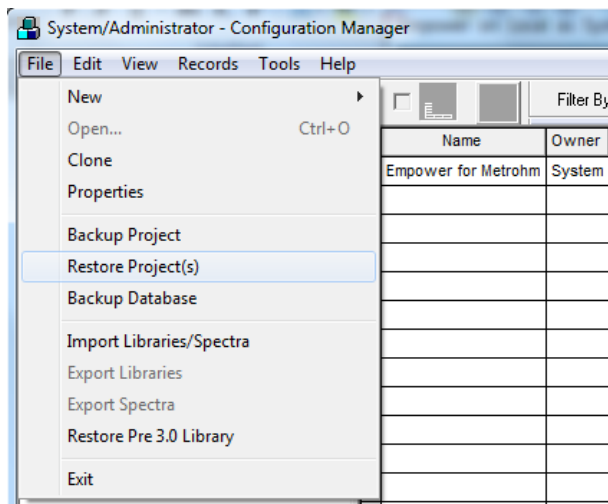 System/Administrator - Configuration Manager
File Edit View Records Tools Help
New
Open... Ctrl+O
Clone
Properties
Backup Project
Restore Project(s)
Backup Database
Import Libraries/Spectra
Export Libraries
Export Spectra
Restore Pre 3.0 Library
Exit
Filter By
Name Owner
Empower for Metrohm System